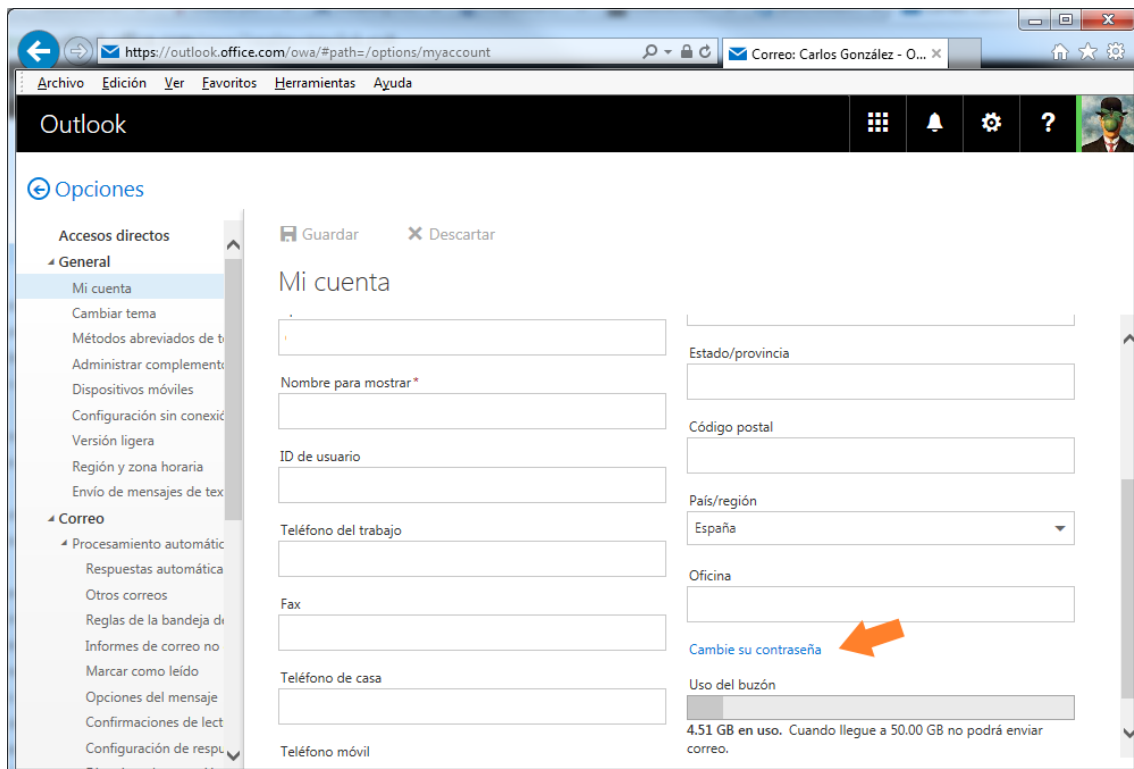 https://outlook.office.com/owa/#path=/options/myaccount
Correo: Carlos González - O...
Archivo Edición Ver Favoritos Herramientas Ayuda
Outlook
?
Opciones
Accesos directos
General
Mi cuenta
Cambiar tema
Métodos abreviados de t
Administrar complement
Dispositivos móviles
Configuración sin conexió
Versión ligera
Región y zona horaria
Envío de mensajes de tex
Correo
Procesamiento automátic
Respuestas automática
Otros correos
Reglas de la bandeja de
Informes de correo no
Marcar como leído
Opciones del mensaje
Confirmaciones de lect
Configuración de respu
Guardar Descartar
Mi cuenta
Nombre para mostrar*
ID de usuario
Teléfono del trabajo
Fax
Teléfono de casa
Teléfono móvil
Estado/provincia
Código postal
País/región
España
Oficina
Cambie su contraseña
Uso del buzón
4.51 GB en uso. Cuando llegue a 50.00 GB no podrá enviar
correo.